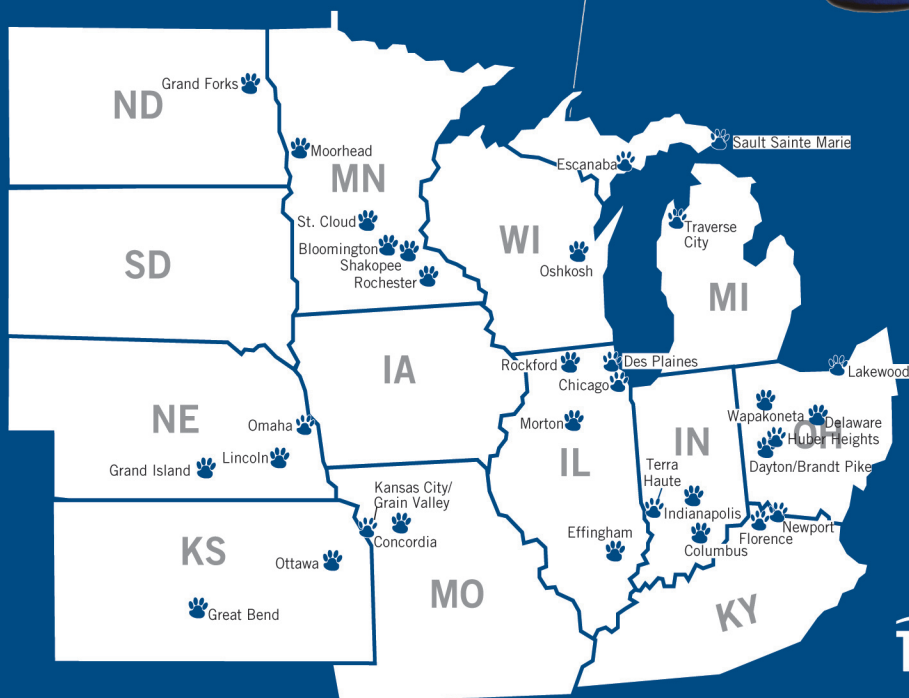 Grand Forks
ND
Moorhead
MN
Sault Sainte Marie
Escanaba
St. Cloud
Bloomington
Shakopee
Rochester
WI
Oshkosh
Traverse
City
SD
MI
IA
Rockford
Des Plaines
Chicago
Lakewood
NE
Omaha
Lincoln
Grand Island
Morton
IL
IN
Wapakoneta
Delaware
OH
Huber Heights
Dayton/Brandt Pike
Terra
Haute
Indianapolis
Columbus
Newport
Florence
Kansas City/
Grain Valley
Concordia
Effingham
KS
Ottawa
Great Bend
MO
KY